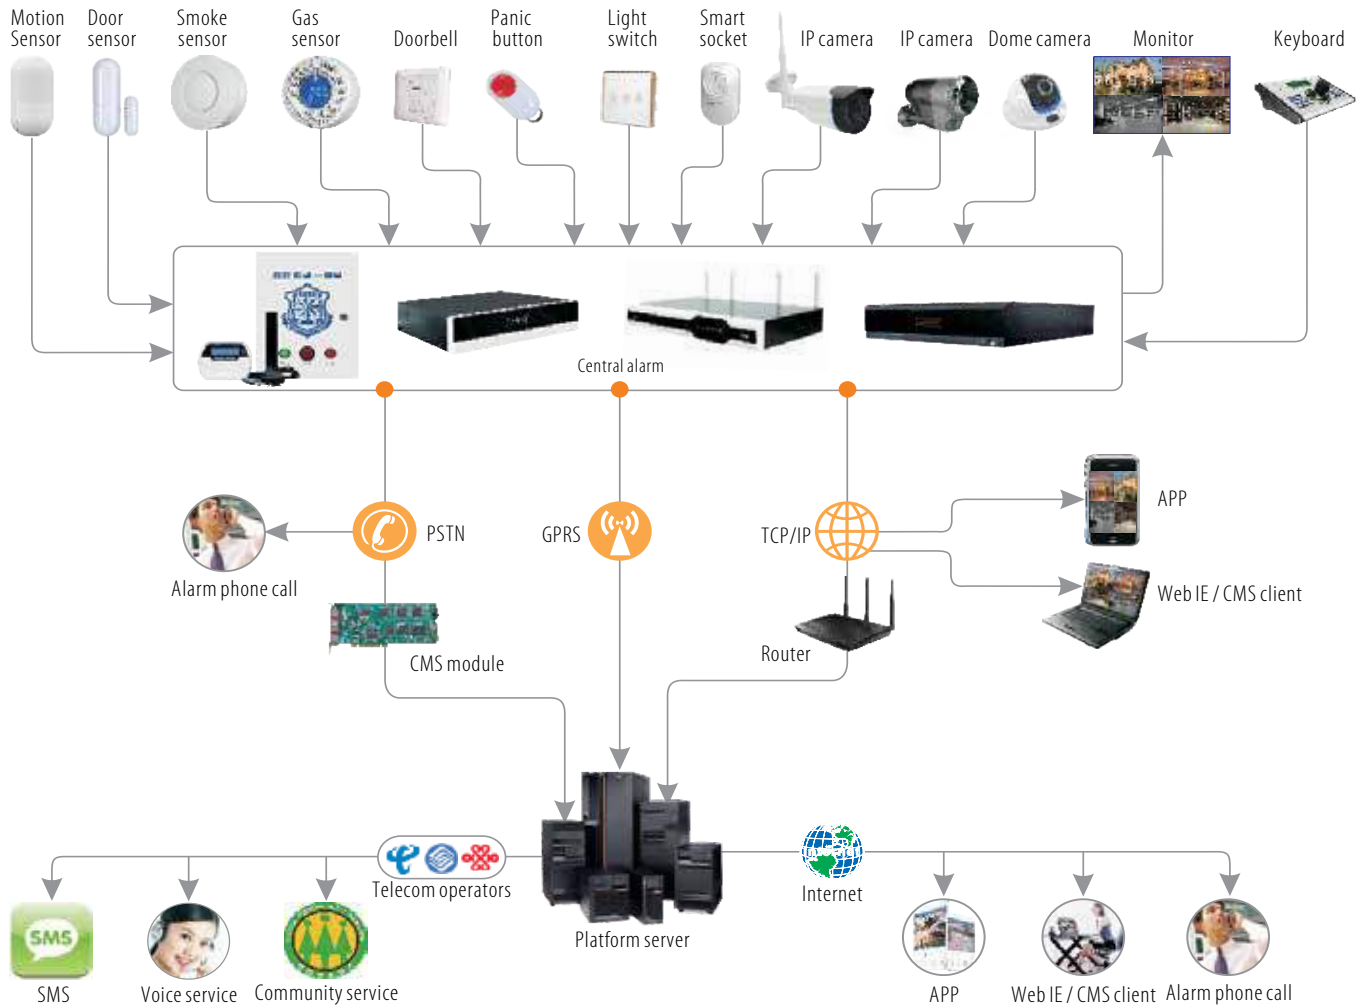 Motion
Sensor
Door
sensor
Smoke
sensor
Gas
sensor
Doorbell
Panic
button
Light
switch
Smart
socket
IP camera
IP camera
Dome camera
Monitor
Keyboard
Central alarm
PSTN
GPRS
TCP/IP
APP
Alarm phone call
Web IE / CMS client
CMS module
Router
Telecom operators
Internet
Platform server
SMS
SMS
Voice service
Community service
APP
Web IE / CMS client
Alarm phone call